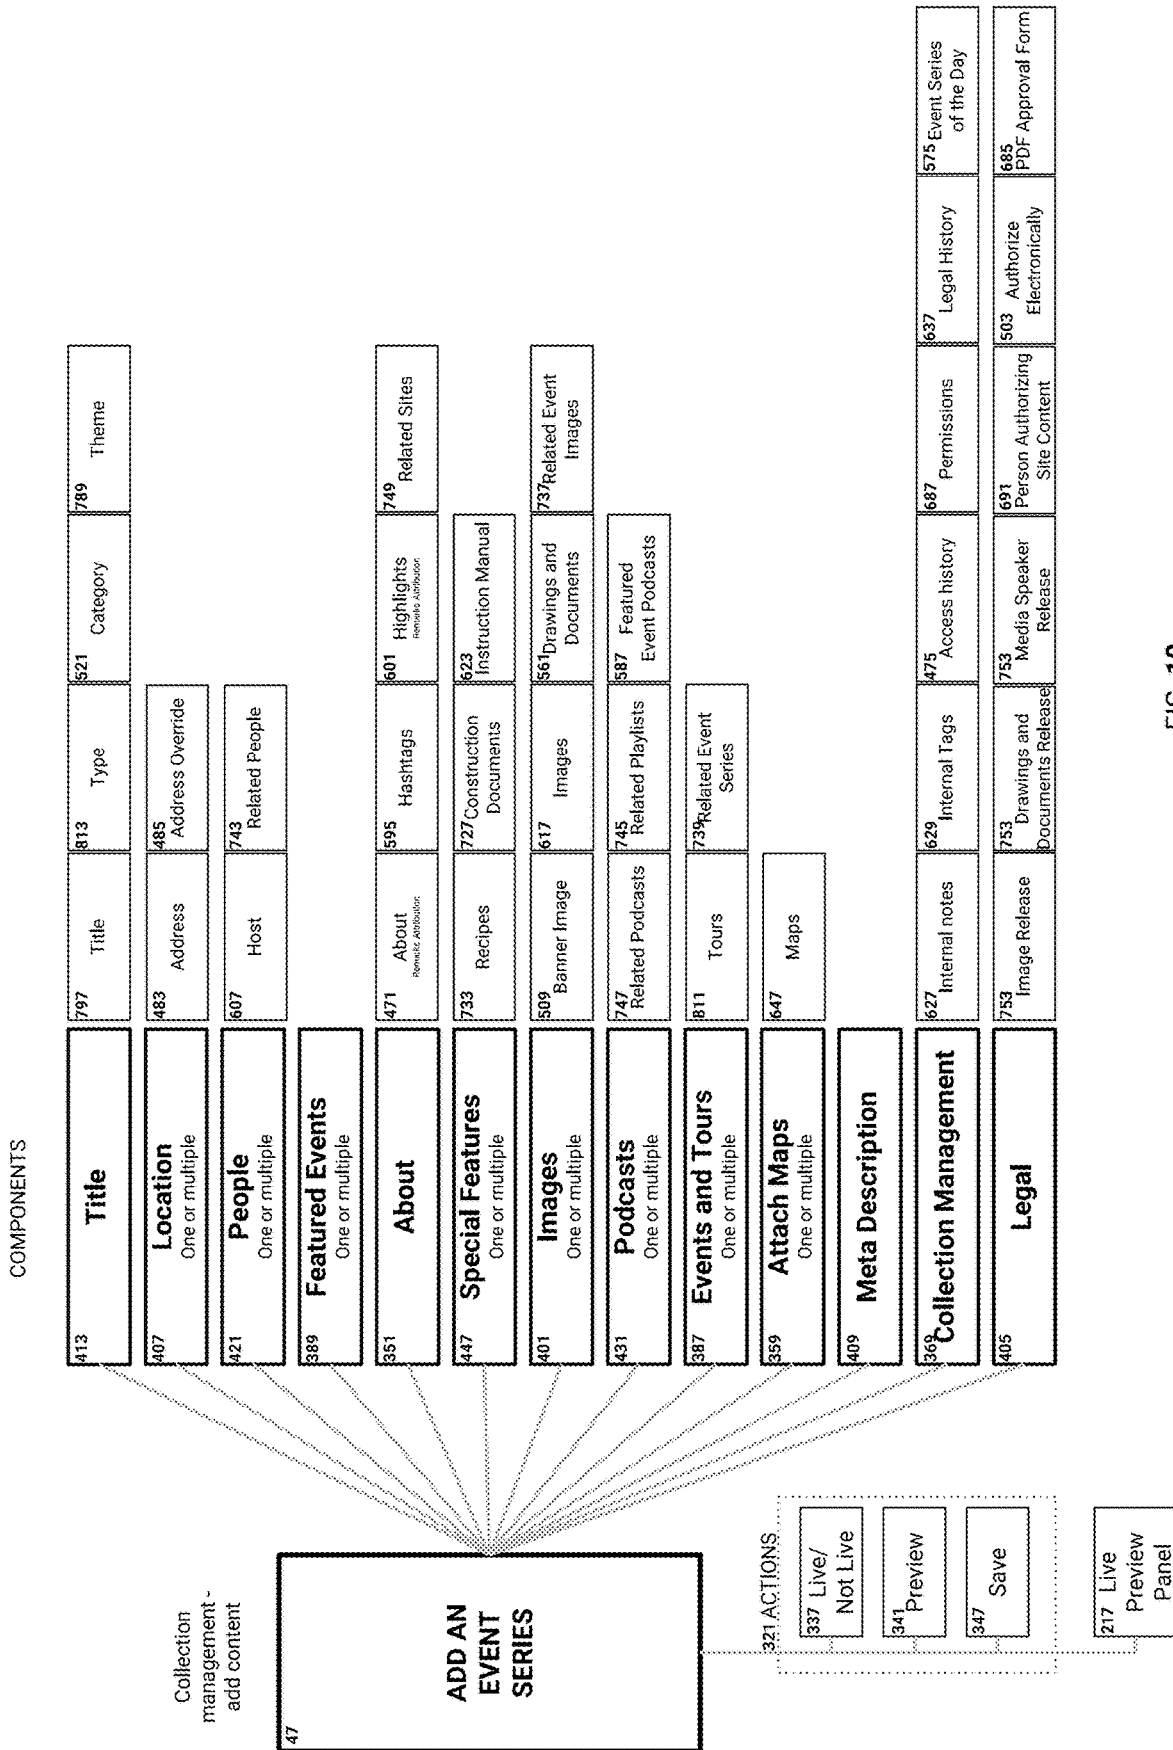 COMPONENTS
Collection
management -
add content
47
ADD AN
EVENT
SERIES
413
Title
797
Title
813
Type
521
Category
789
Theme
407
Location
One or multiple
483
Address
485
Address Override
421
People
One or multiple
607
Host
743
Related People
389
Featured Events
One or multiple
351
About
471
About
Remarks Attribution
595
Hashtags
601
Highlights
Remarks Attribution
749
Related Sites
447
Special Features
One or multiple
733
Recipes
727
Construction
Documents
623
Instruction Manual
401
Images
One or multiple
509
Banner Image
617
Images
561
Drawings and
Documents
737
Related Event
Images
431
Podcasts
One or multiple
747
Related Podcasts
745
Related Playlists
587
Featured
Event Podcasts
387
Events and Tours
One or multiple
811
Tours
739
Related Event
Series
359
Attach Maps
One or multiple
647
Maps
409
Meta Description
369
Collection Management
627
Internal notes
629
Internal Tags
475
Access history
687
Permissions
637
Legal History
575
Event Series
of the Day
405
Legal
753
Image Release
753
Drawings and
Documents Release
753
Media Speaker
Release
691
Person Authorizing
Site Content
503
Authorize
Electronically
685
PDF Approval Form
321 ACTIONS
337
Live/
Not Live
341
Preview
347
Save
217
Live
Preview
Panel